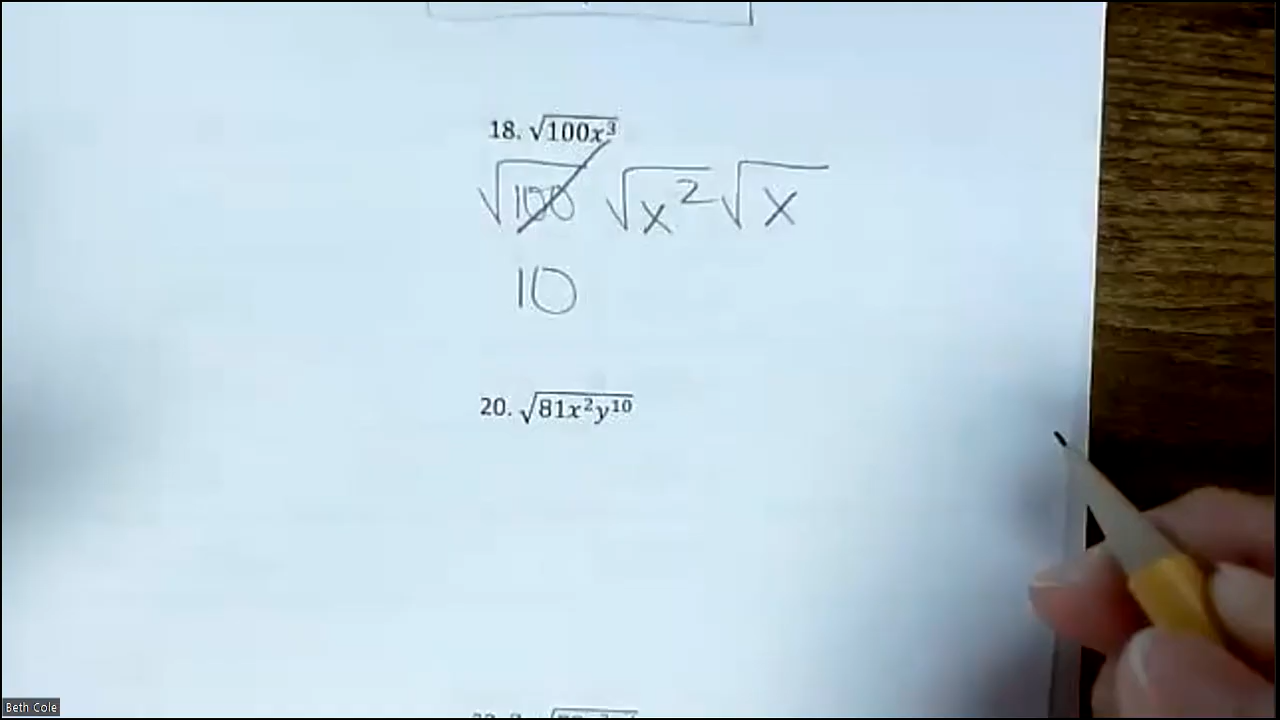 18. √100x³
√100 √x² √x
10
20. √81x²y¹⁰
Beth Cole